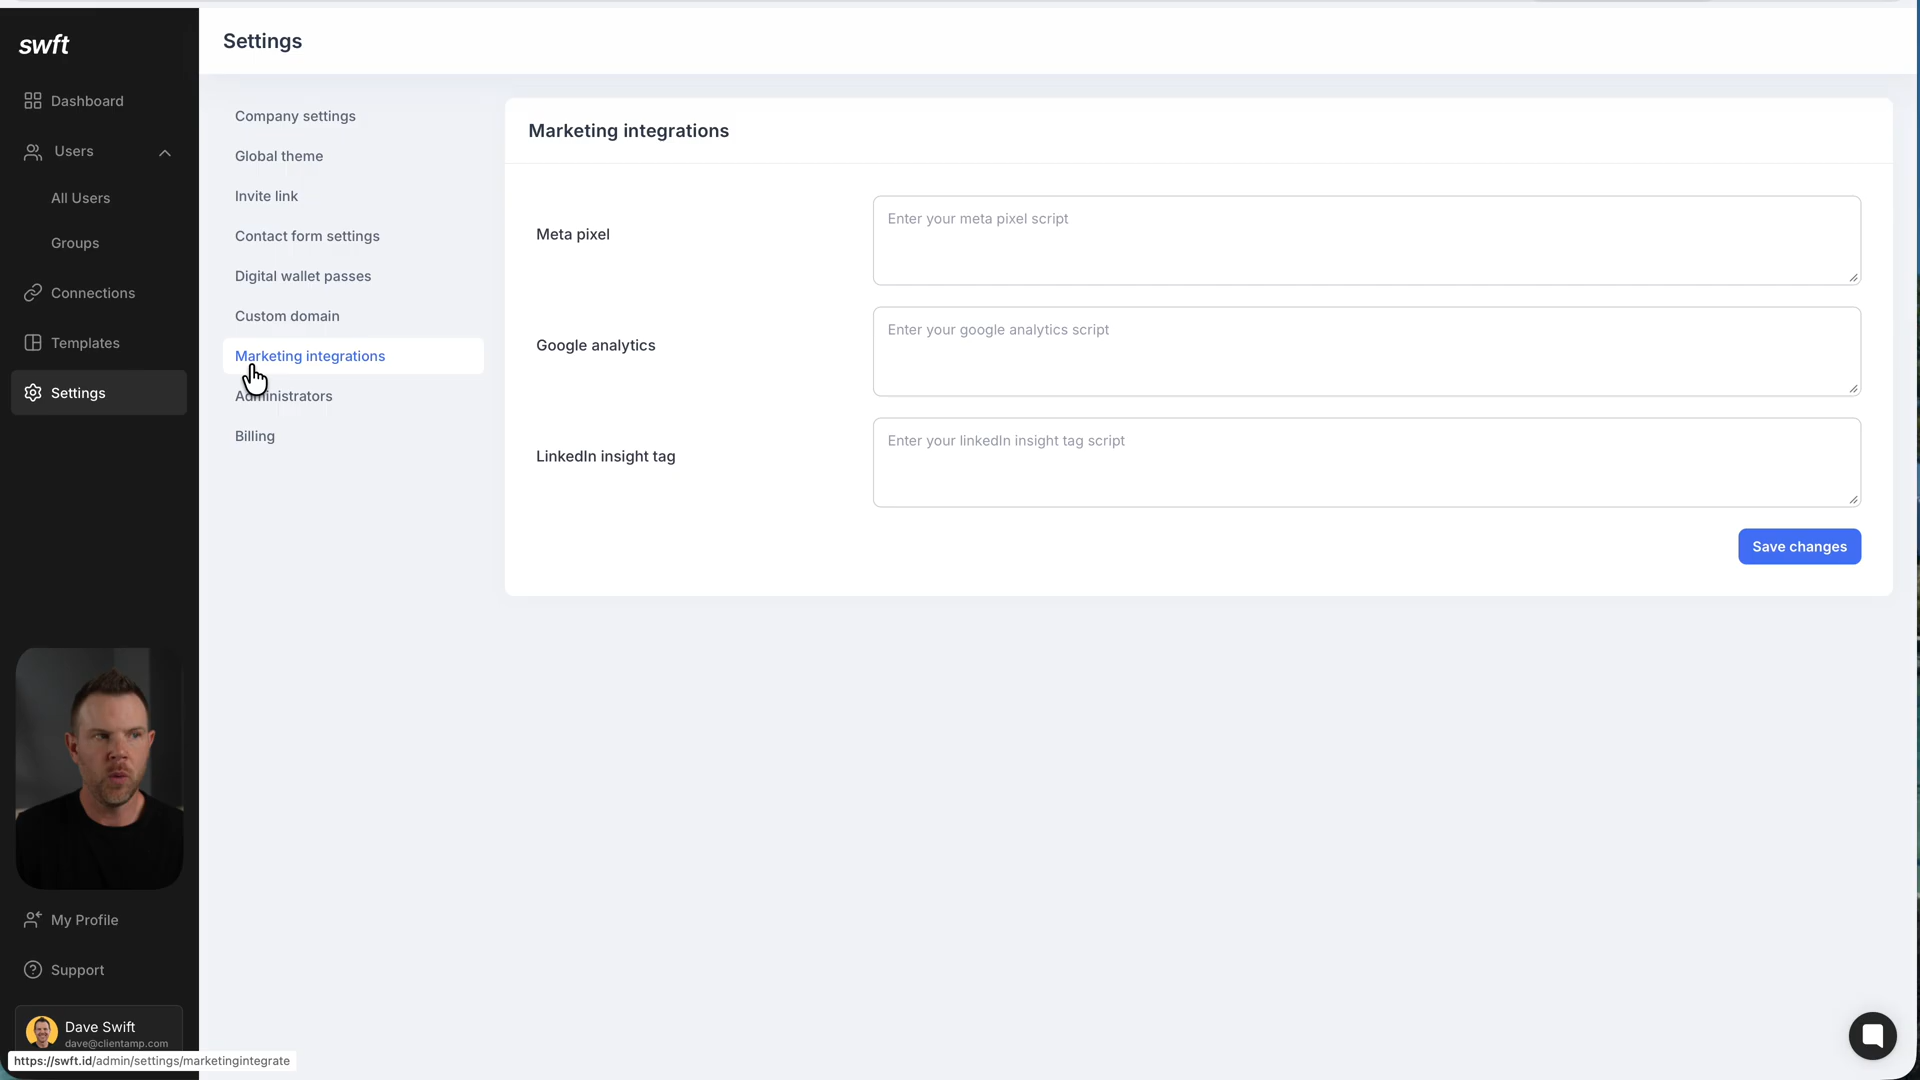 swft
Dashboard
Users
All Users
Groups
Connections
Templates
Settings
My Profile
Support
Dave Swift
dave@clientamp.com
https://swft.id/admin/settings/marketingintegrate
Settings
Company settings
Global theme
Invite link
Contact form settings
Digital wallet passes
Custom domain
Marketing integrations
Administrators
Billing
Marketing integrations
Meta pixel
Enter your meta pixel script
Google analytics
Enter your google analytics script
LinkedIn insight tag
Enter your linkedIn insight tag script
Save changes